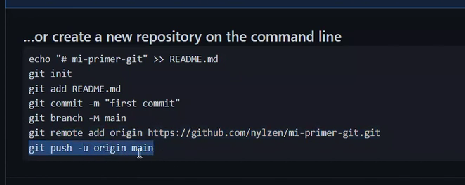 ...or create a new repository on the command line
echo "# mi-primer-git" >> README.md
git init
git add README.md
git commit -m "first commit"
git branch -M main
git remote add origin https://github.com/nylzen/mi-primer-git.git
git push -u origin main